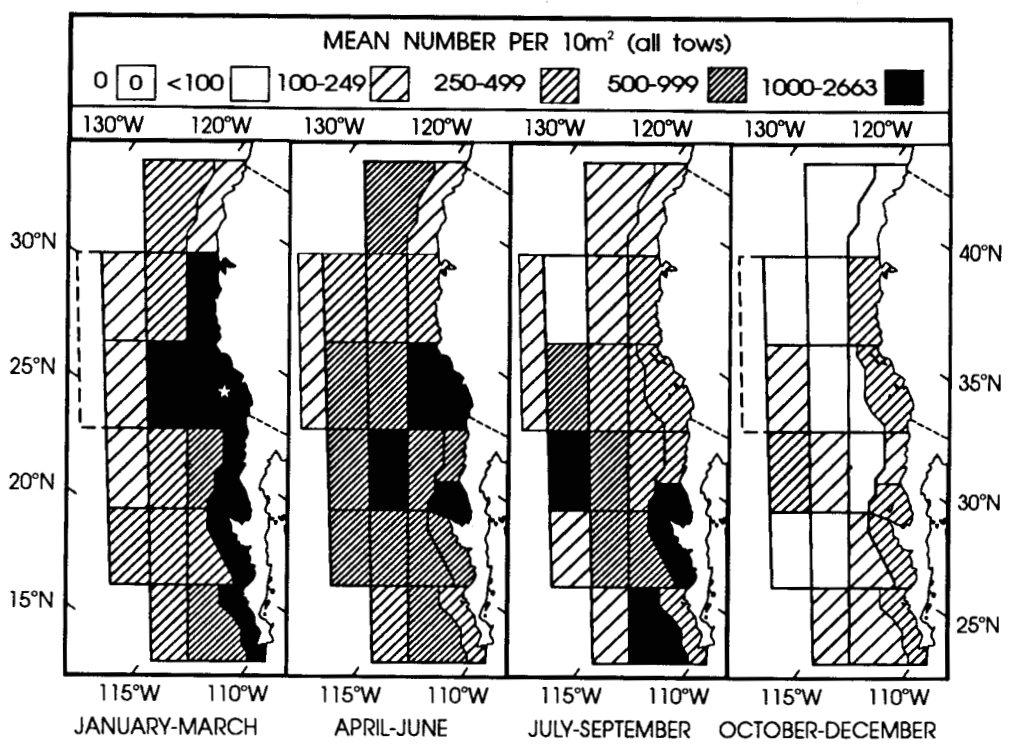 MEAN NUMBER PER 10m² (all tows)
0 0 <100 100-249 250-499 500-999 1000-2663
130°W 120°W 130°W 120°W 130°W 120°W 130°W 120°W
30°N 40°N
25°N 35°N
20°N 30°N
15°N 25°N
115°W 110°W 115°W 110°W 115°W 110°W 115°W 110°W
JANUARY-MARCH APRIL-JUNE JULY-SEPTEMBER OCTOBER-DECEMBER